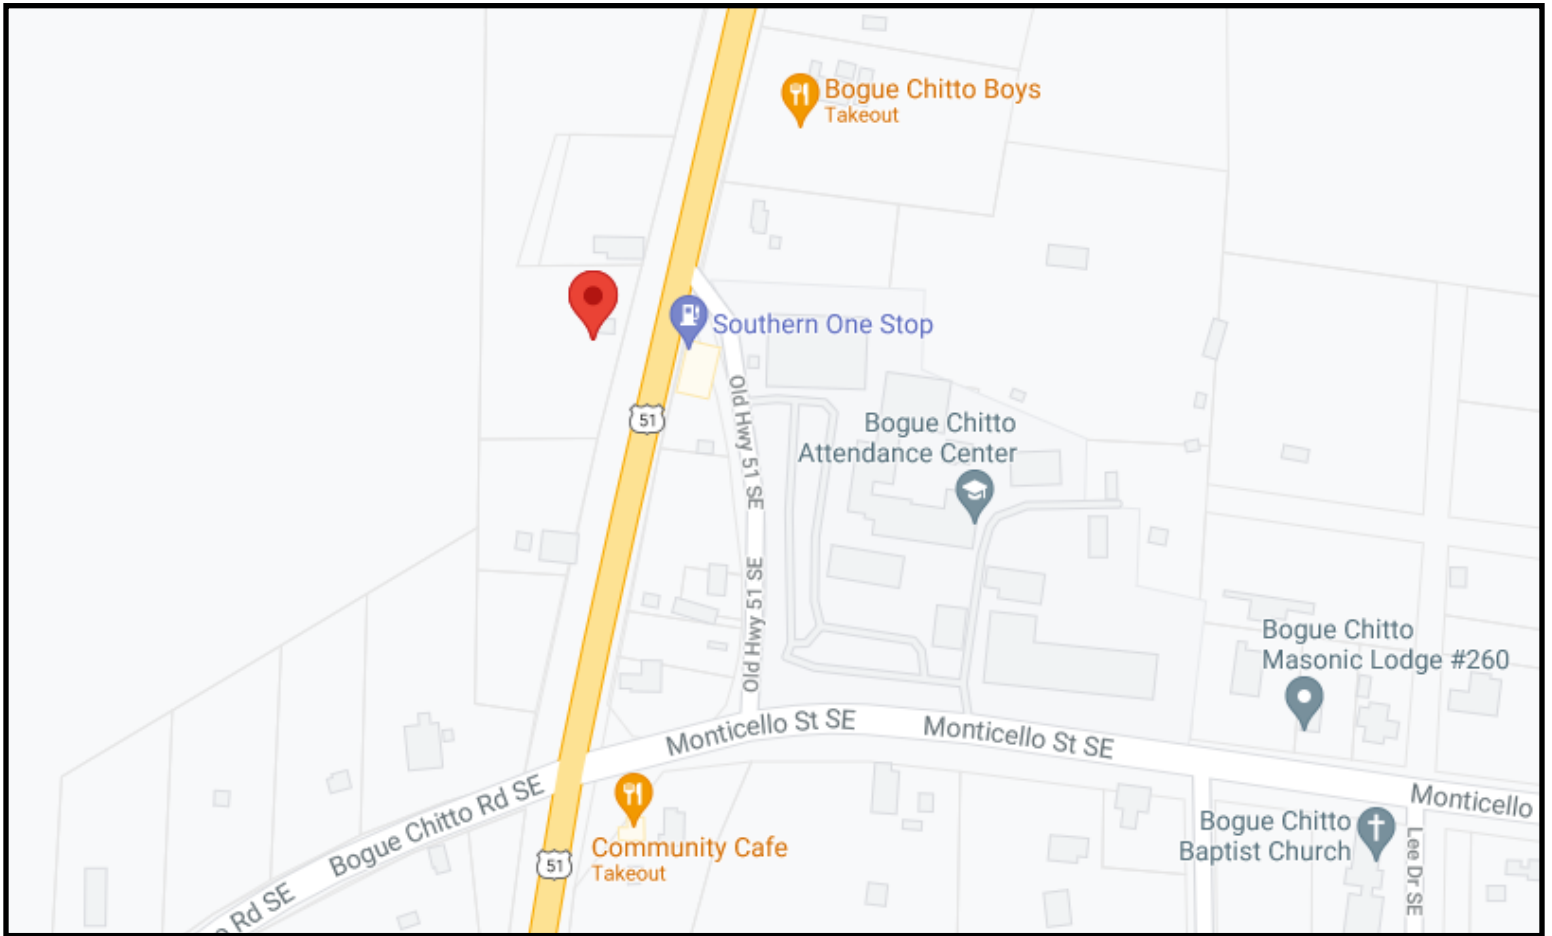 Bogue Chitto Boys
Takeout
Southern One Stop
51
Old Hwy 51 SE
Bogue Chitto
Attendance Center
Old Hwy 51 SE
Bogue Chitto
Masonic Lodge #260
Monticello St SE
Monticello St SE
Bogue Chitto Rd SE
Monticello
Bogue Chitto
Baptist Church
Lee Dr SE
Community Cafe
Takeout
51
Rd SE